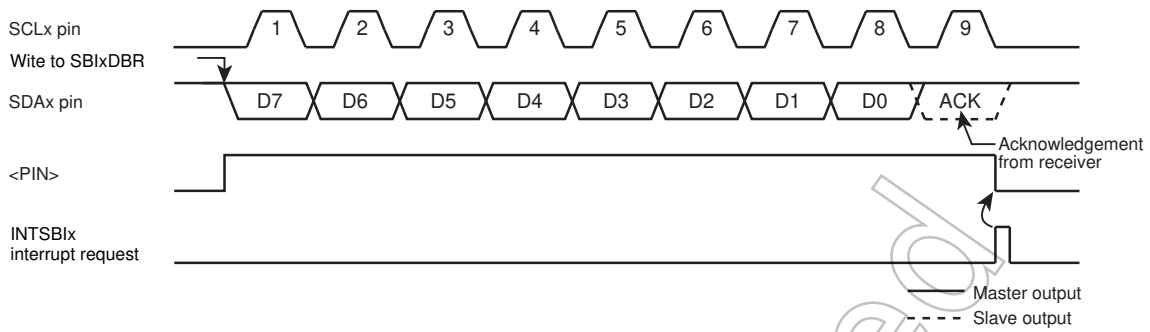 SCLx pin
1 2 3 4 5 6 7 8 9
Wite to SBIxDBR
SDAx pin
D7 D6 D5 D4 D3 D2 D1 D0 ACK
Acknowledgement
from receiver
<PIN>
INTSBIx
interrupt request
Master output
Slave output